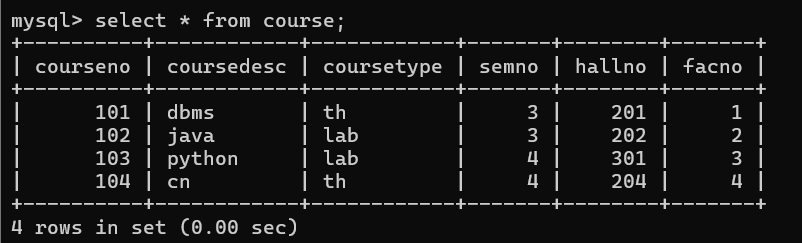 mysql> select * from course;
+----------+------------+------------+-------+--------+-------+
| courseno | coursedesc | coursetype | semno | hallno | facno |
+----------+------------+------------+-------+--------+-------+
|      101 | dbms       | th         |     3 |    201 |     1 |
|      102 | java       | lab        |     3 |    202 |     2 |
|      103 | python     | lab        |     4 |    301 |     3 |
|      104 | cn         | th         |     4 |    204 |     4 |
+----------+------------+------------+-------+--------+-------+
4 rows in set (0.00 sec)